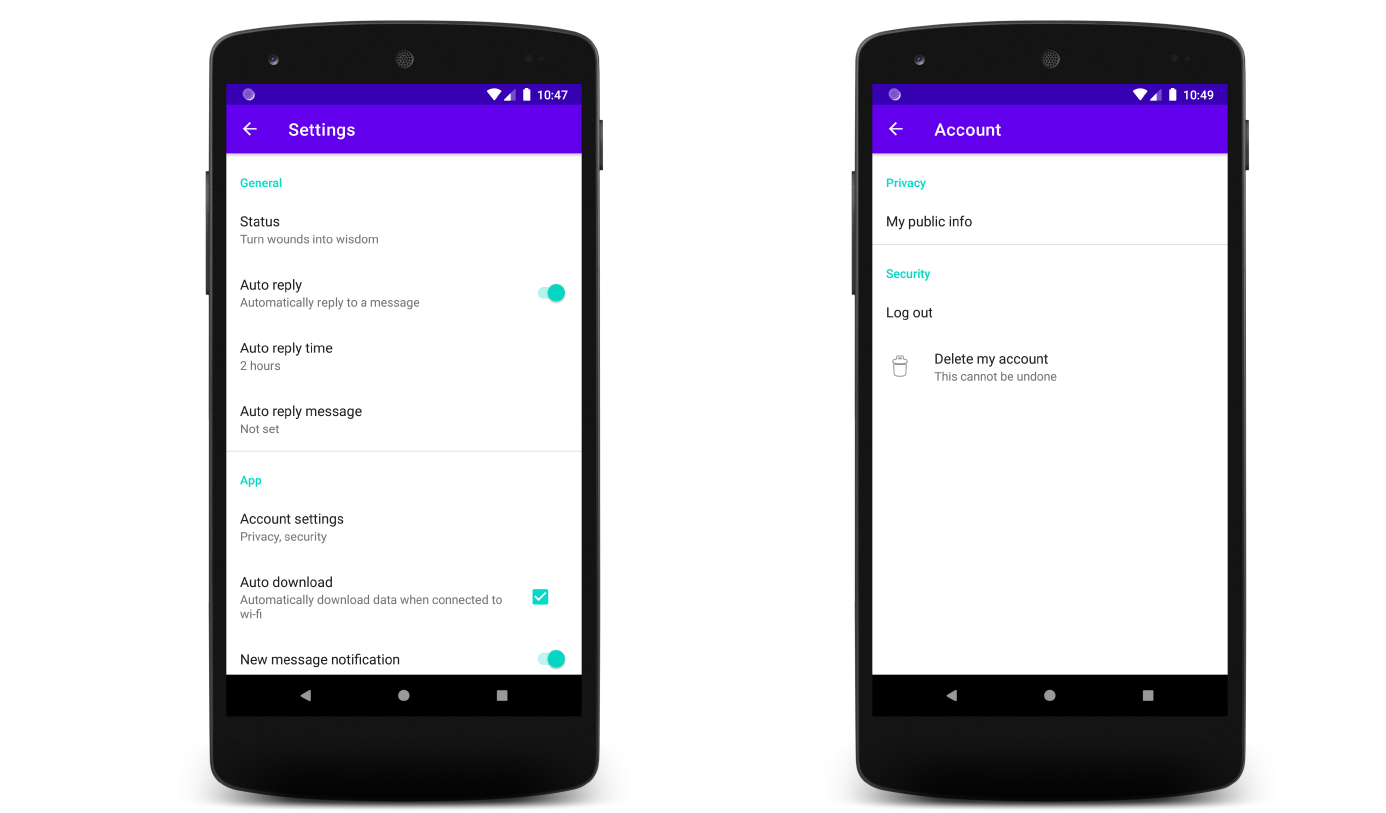 10:47
Settings
General
Status
Turn wounds into wisdom
Auto reply
Automatically reply to a message
Auto reply time
2 hours
Auto reply message
Not set
App
Account settings
Privacy, security
Auto download
Automatically download data when connected to
wi-fi
New message notification
10:49
Account
Privacy
My public info
Security
Log out
Delete my account
This cannot be undone